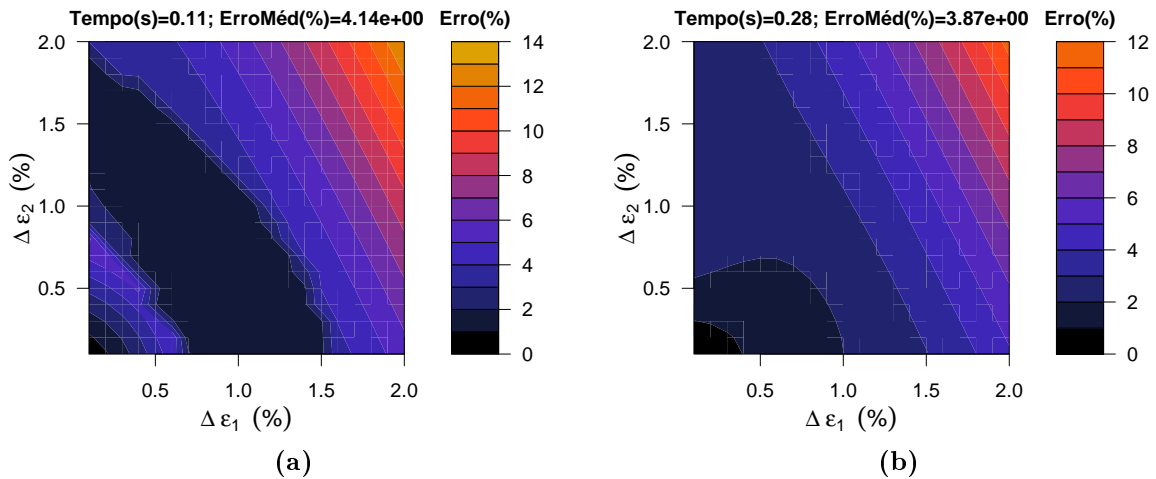 Tempo(s)=0.11; ErroMéd(%)=4.14e+00 Erro(%)
2.0
1.5
1.0
0.5
Δ ε₂ (%)
0.5 1.0 1.5 2.0
Δ ε₁ (%)
14
12
10
8
6
4
2
0
(a)
Tempo(s)=0.28; ErroMéd(%)=3.87e+00 Erro(%)
2.0
1.5
1.0
0.5
Δ ε₂ (%)
0.5 1.0 1.5 2.0
Δ ε₁ (%)
12
10
8
6
4
2
0
(b)